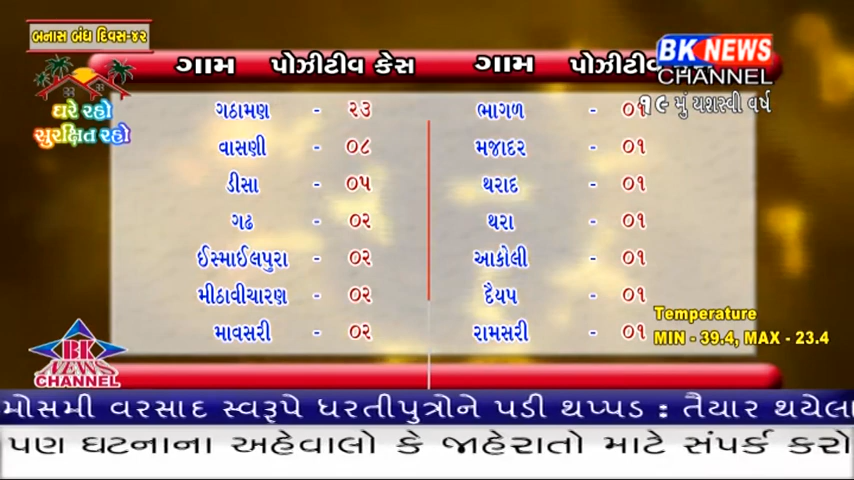 બનાસ બંધ દિવસ-૪૨
ઘરે રહો
સુરક્ષિત રહો
BK NEWS
CHANNEL
૧૯ મું યશસ્વી વર્ષ
ગામ પોઝીટીવ કેસ ગામ પોઝીટીવ
ગઠામણ - ૨૩ ભાગળ - ૦૧
વાસણી - ૦૮ મજાદર - ૦૧
ડીસા - ૦૫ થરાદ - ૦૧
ગઢ - ૦૨ થરા - ૦૧
ઈસ્માઈલપુરા - ૦૨ આકોલી - ૦૧
મીઠાવીચારણ - ૦૨ દૈયપ - ૦૧
માવસરી - ૦૨ રામસરી - ૦૧
Temperature
MIN - 39.4, MAX - 23.4
BK
NEWS
CHANNEL
મોસમી વરસાદ સ્વરૂપે ધરતીપુત્રોને પડી થપ્પડ : તૈયાર થયેલા
પણ ઘટનાના અહેવાલો કે જાહેરાતો માટે સંપર્ક કરો